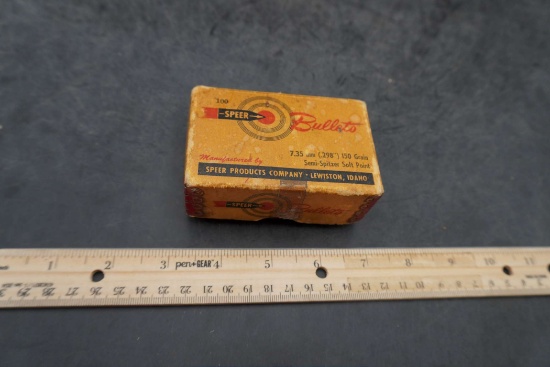 100
SPEER Bullets
7.35 mm (.298") 150 Grain
Semi-Spitzer Soft Point
Manufactured by
SPEER PRODUCTS COMPANY - LEWISTON, IDAHO
SPEER Bullets
1 2 3 pen+GEAR 4 5 6 7 8 9 10 11